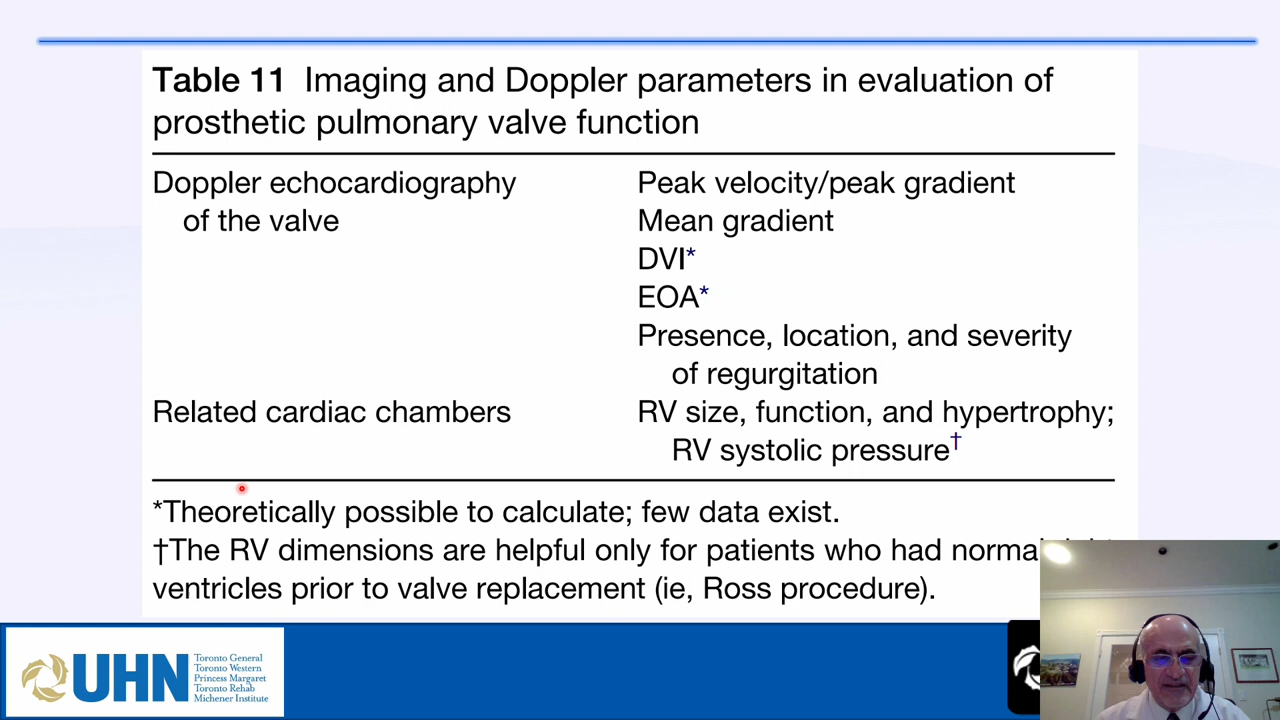 Table 11 Imaging and Doppler parameters in evaluation of
prosthetic pulmonary valve function
Doppler echocardiography Peak velocity/peak gradient
of the valve Mean gradient
DVI*
EOA*
Presence, location, and severity
of regurgitation
Related cardiac chambers RV size, function, and hypertrophy;
RV systolic pressure†
*Theoretically possible to calculate; few data exist.
†The RV dimensions are helpful only for patients who had
ventricles prior to valve replacement (ie, Ross procedure).
UHN
Toronto General
Toronto Western
Princess Margaret
Toronto Rehab
Michener Institute